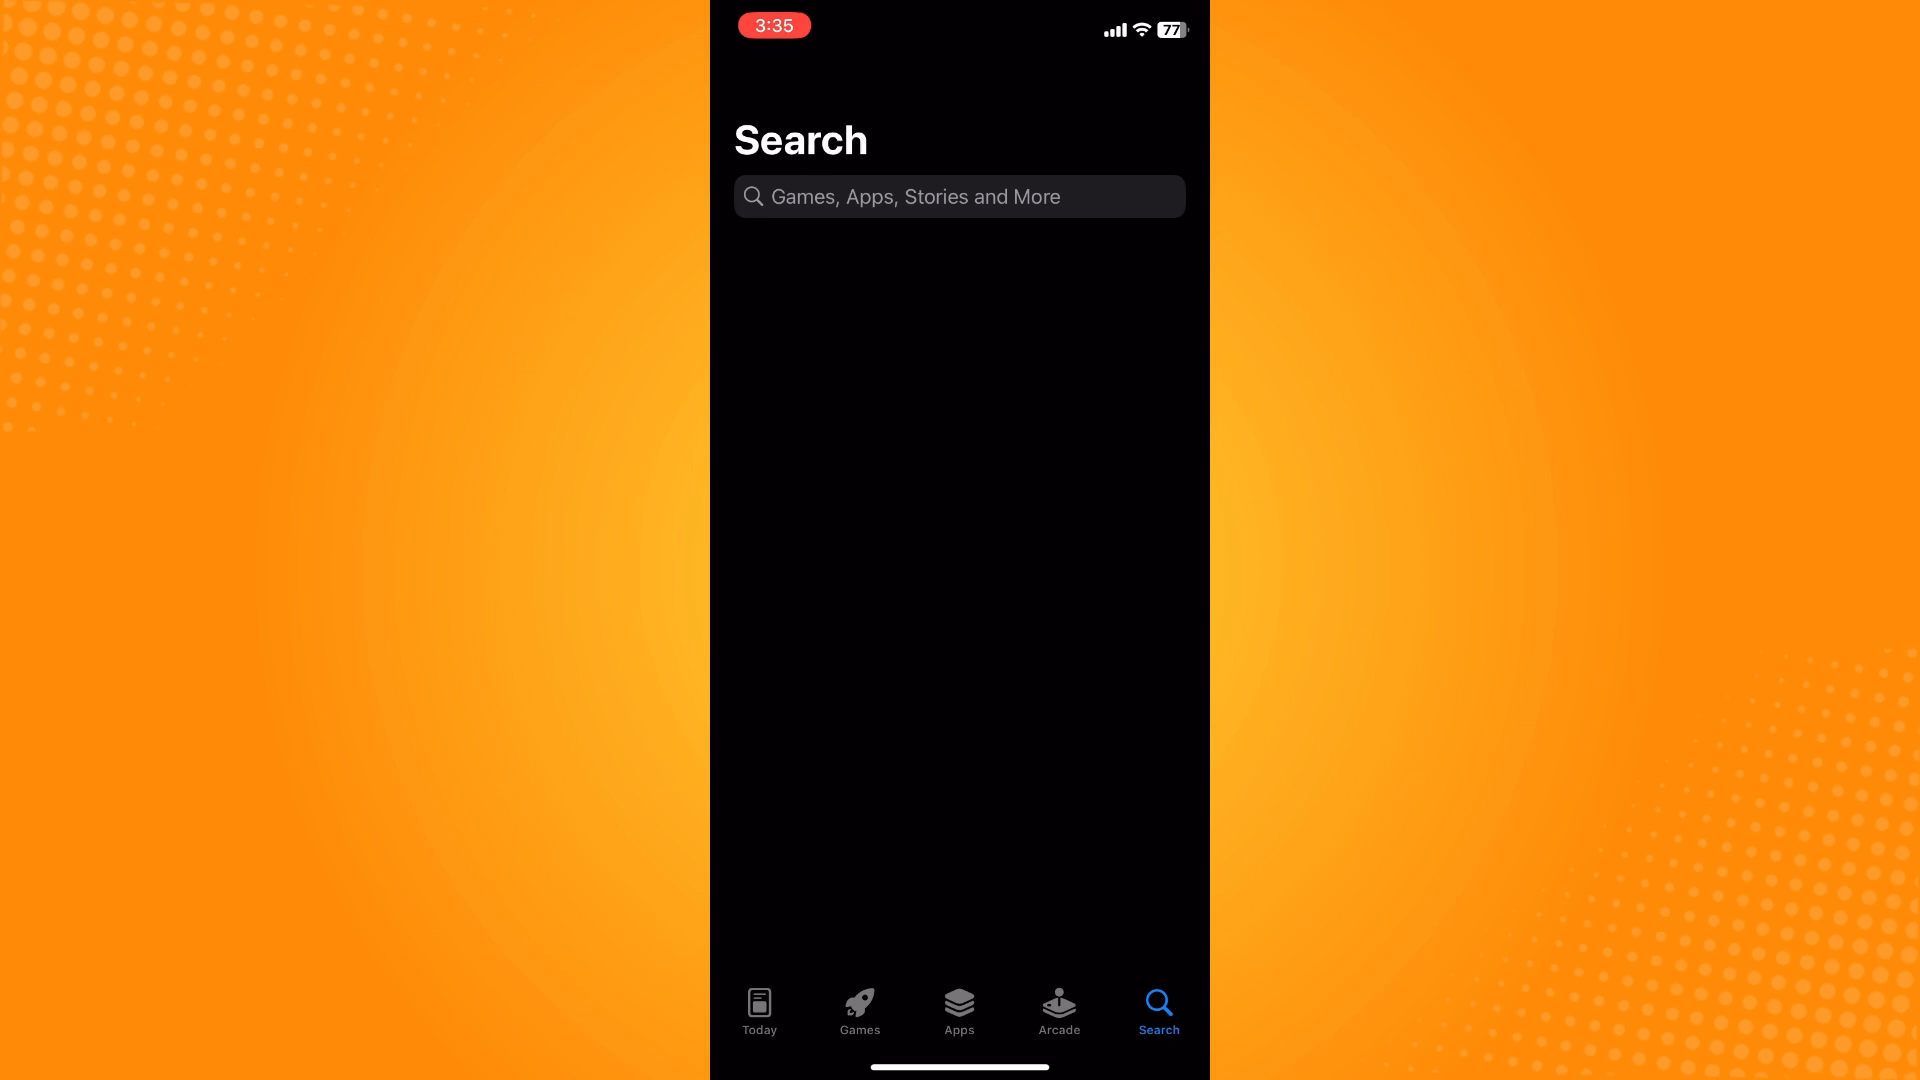 3:35
77
Search
Games, Apps, Stories and More
Today
Games
Apps
Arcade
Search